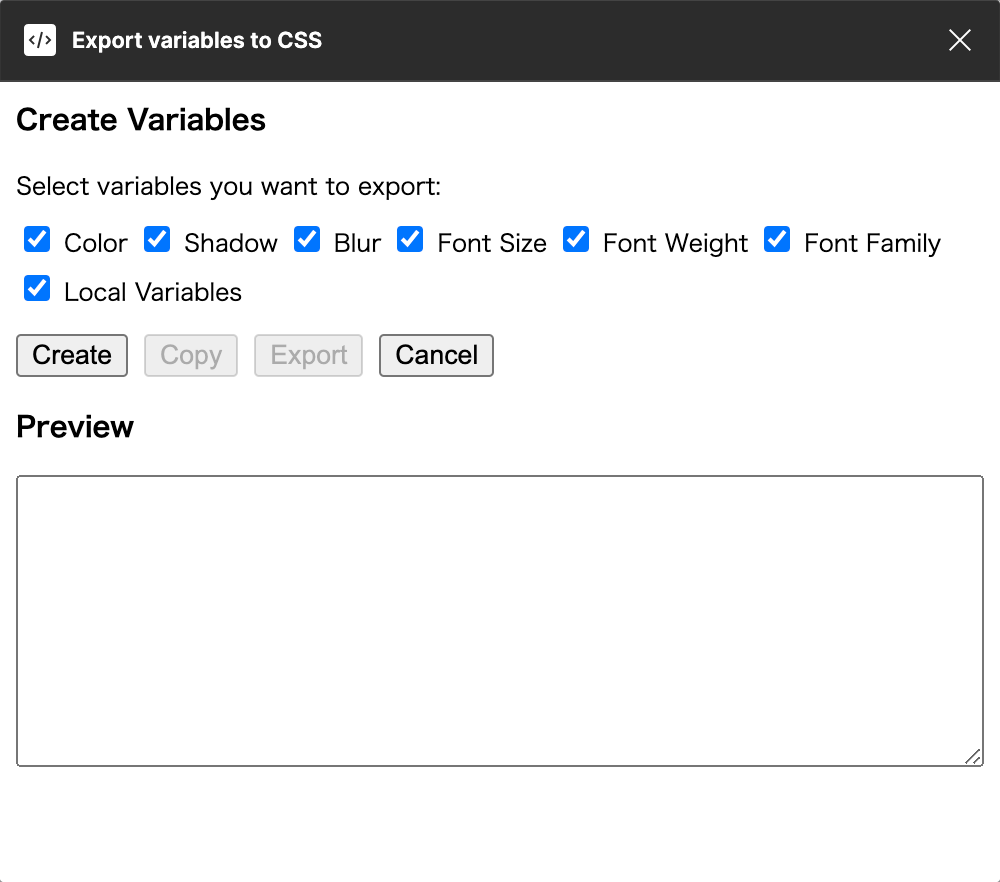 </> Export variables to CSS
Create Variables
Select variables you want to export:
Color Shadow Blur Font Size Font Weight Font Family
Local Variables
Create Copy Export Cancel
Preview